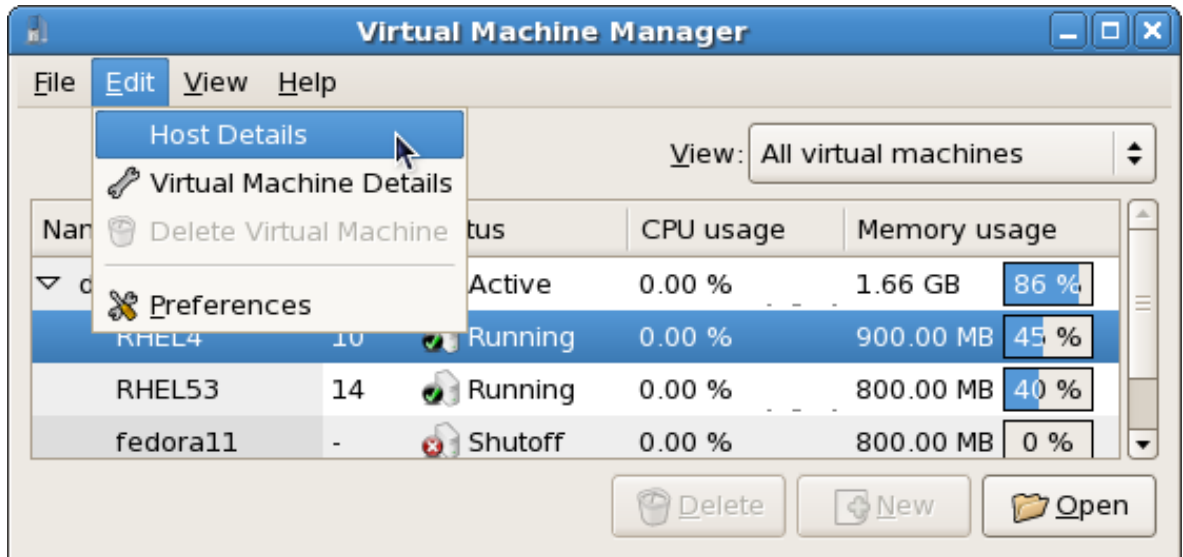 Virtual Machine Manager
File Edit View Help
Host Details
View: All virtual machines
Virtual Machine Details
Delete Virtual Machine
CPU usage Memory usage
Active 0.00 % 1.66 GB 86 %
Preferences
RHEL4 10 Running 0.00 % 900.00 MB 45 %
RHEL53 14 Running 0.00 % 800.00 MB 40 %
fedora11 - Shutoff 0.00 % 800.00 MB 0 %
Delete New Open